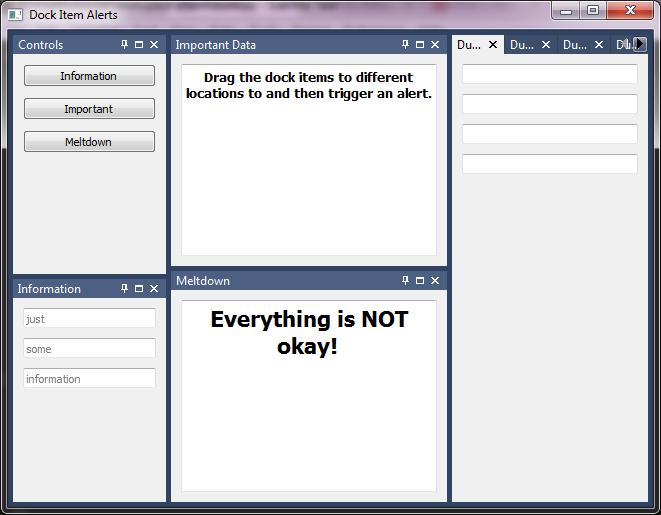 Dock Item Alerts
Controls
Information
Important
Meltdown
Information
just
some
information
Important Data
Drag the dock items to different
locations to and then trigger an alert.
Meltdown
Everything is NOT
okay!
Du... Du... Du... Du...